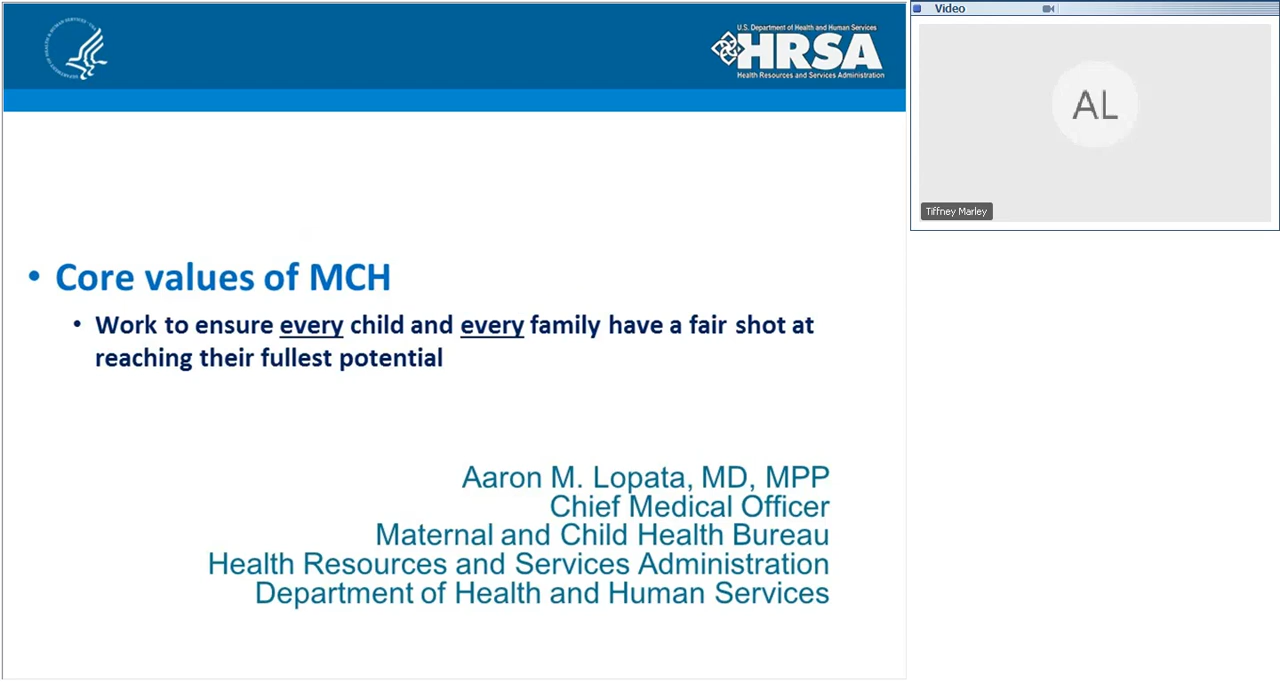 U.S. Department of Health and Human Services
HRSA
Health Resources and Services Administration
• Core values of MCH
• Work to ensure every child and every family have a fair shot at
reaching their fullest potential
Aaron M. Lopata, MD, MPP
Chief Medical Officer
Maternal and Child Health Bureau
Health Resources and Services Administration
Department of Health and Human Services
Video
AL
Tiffney Marley